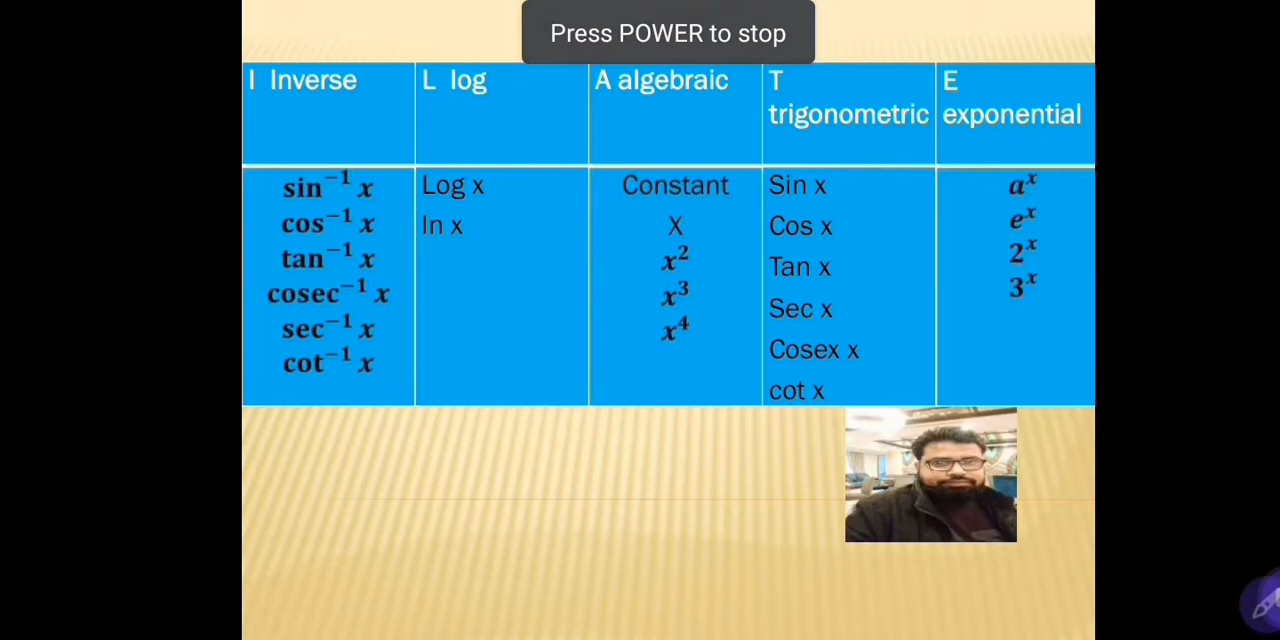 Press POWER to stop
I Inverse
L log
A algebraic
T
trigonometric
E
exponential
sin⁻¹ x
cos⁻¹ x
tan⁻¹ x
cosec⁻¹ x
sec⁻¹ x
cot⁻¹ x
Log x
In x
Constant
X
x²
x³
x⁴
Sin x
Cos x
Tan x
Sec x
Cosex x
cot x
aˣ
eˣ
2ˣ
3ˣ